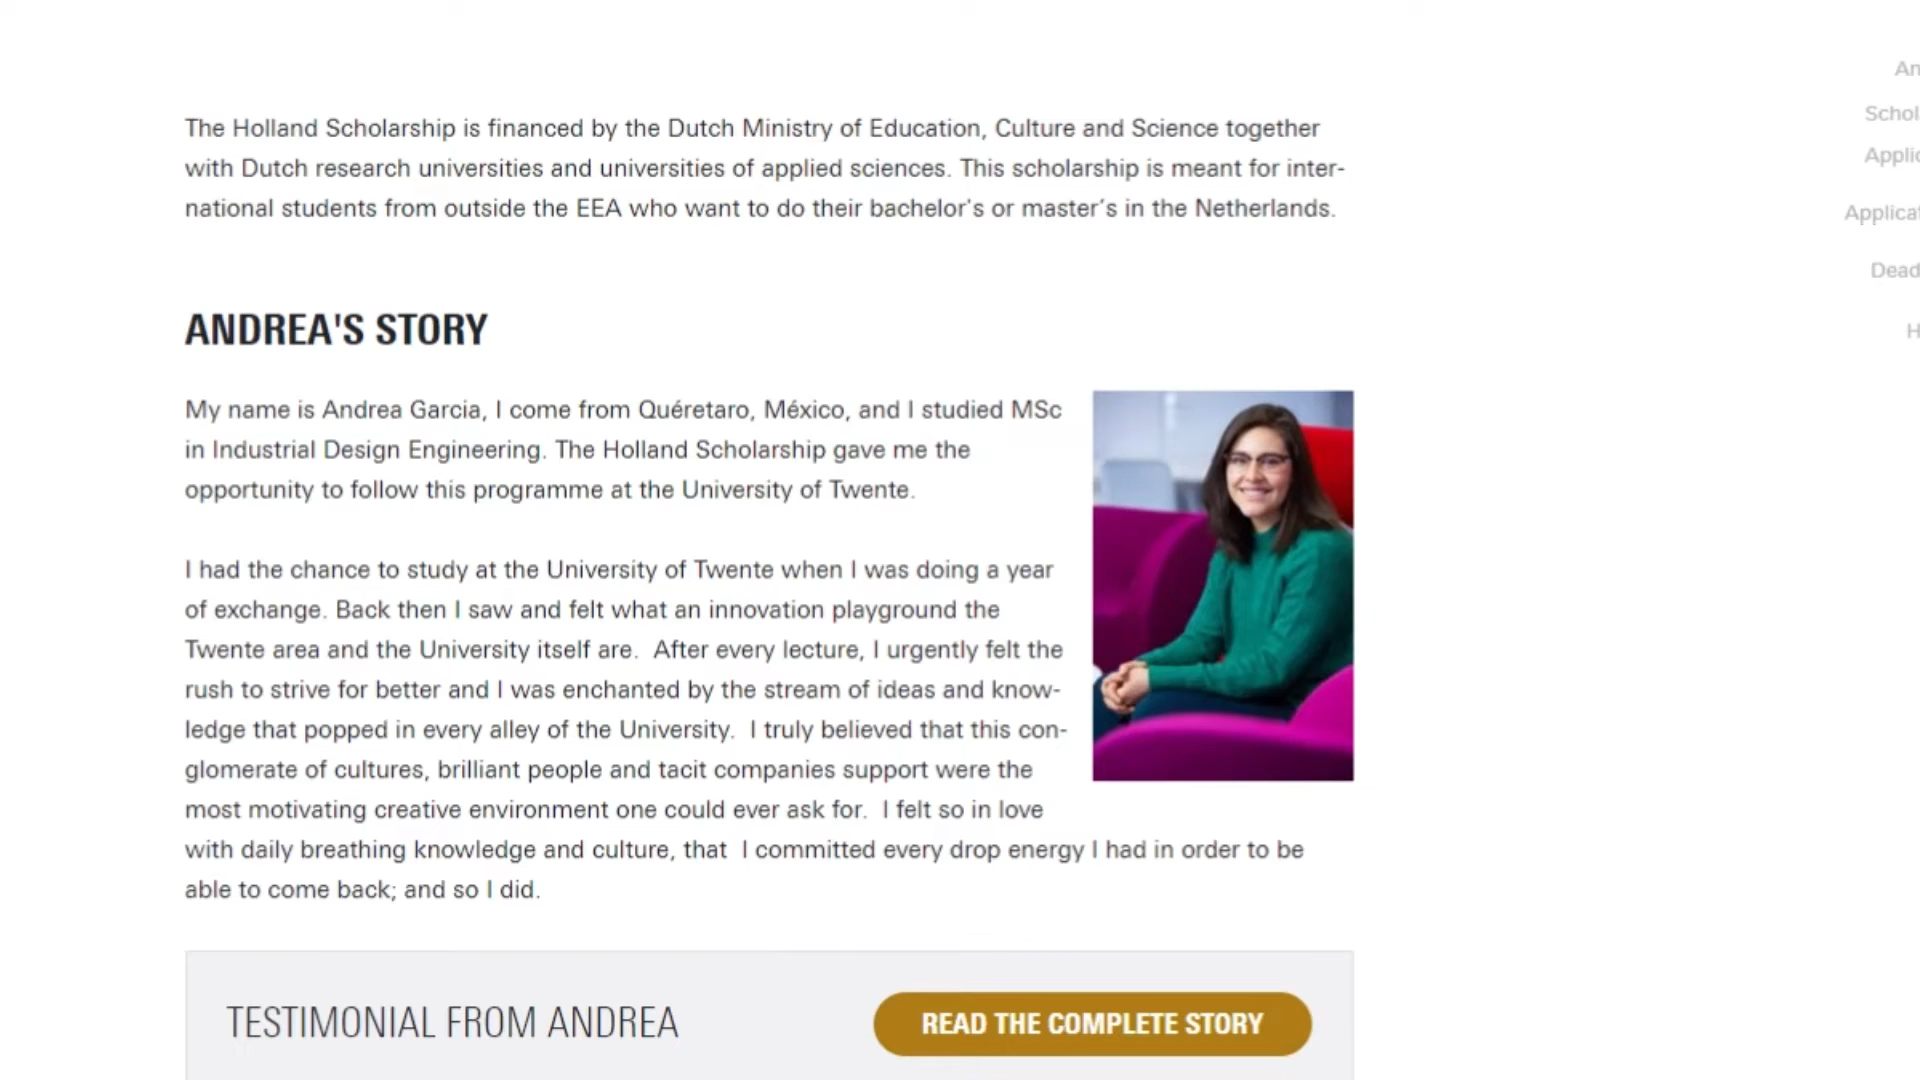 The Holland Scholarship is financed by the Dutch Ministry of Education, Culture and Science together
with Dutch research universities and universities of applied sciences. This scholarship is meant for inter-
national students from outside the EEA who want to do their bachelor's or master's in the Netherlands.
ANDREA'S STORY
My name is Andrea Garcia, I come from Quéretaro, México, and I studied MSc
in Industrial Design Engineering. The Holland Scholarship gave me the
opportunity to follow this programme at the University of Twente.
I had the chance to study at the University of Twente when I was doing a year
of exchange. Back then I saw and felt what an innovation playground the
Twente area and the University itself are. After every lecture, I urgently felt the
rush to strive for better and I was enchanted by the stream of ideas and know-
ledge that popped in every alley of the University. I truly believed that this con-
glomerate of cultures, brilliant people and tacit companies support were the
most motivating creative environment one could ever ask for. I felt so in love
with daily breathing knowledge and culture, that I committed every drop energy I had in order to be
able to come back; and so I did.
TESTIMONIAL FROM ANDREA
READ THE COMPLETE STORY